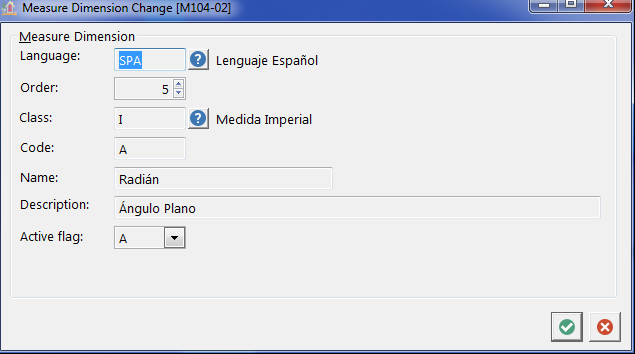 Measure Dimension Change [M104-02]
Measure Dimension
Language: SPA ? Lenguaje Español
Order: 5
Class: I ? Medida Imperial
Code: A
Name: Radián
Description: Ángulo Plano
Active flag: A